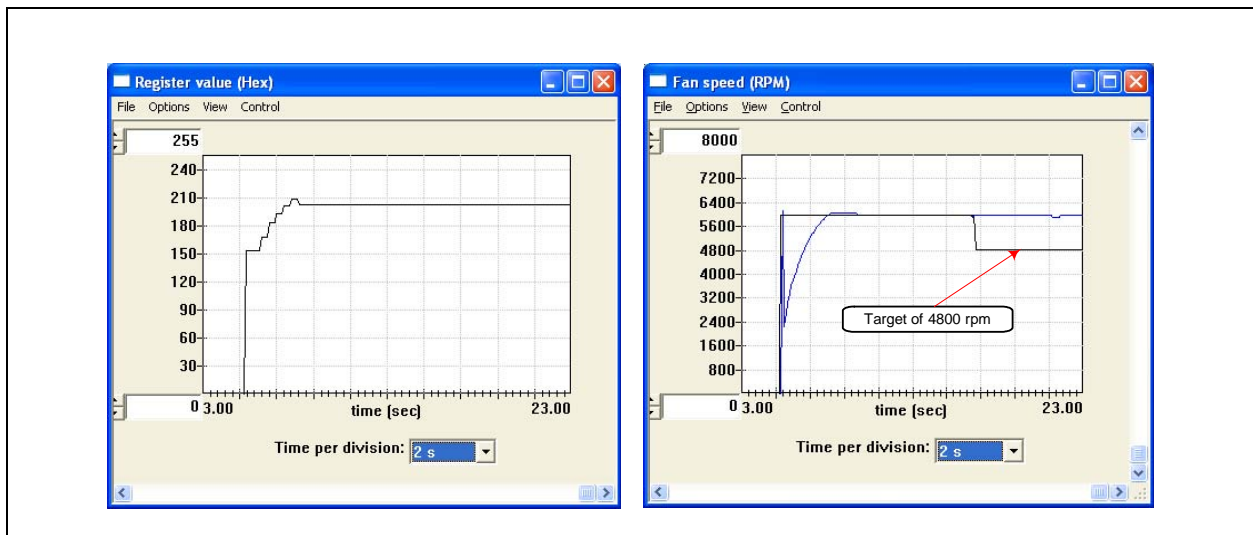 Register value (Hex)
File Options View Control
255
240
210
180
150
120
90
60
30
0 3.00 time (sec) 23.00
Time per division: 2 s
Fan speed (RPM)
File Options View Control
8000
7200
6400
5600
4800
4000
3200
2400
1600
800
Target of 4800 rpm
0 3.00 time (sec) 23.00
Time per division: 2 s